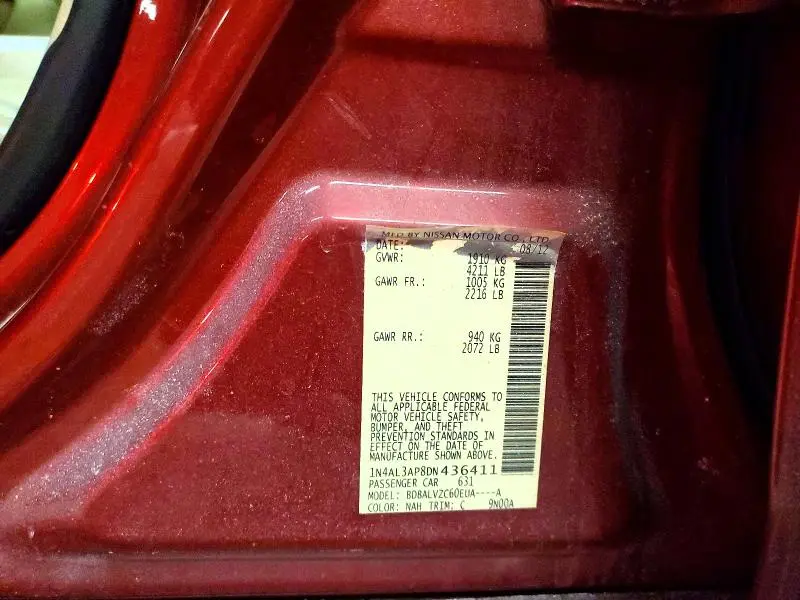 MFD BY NISSAN MOTOR CO., LTD.
DATE: 08/12
GVWR: 1910 KG
4211 LB
GAWR FR.: 1005 KG
2216 LB
GAWR RR.: 940 KG
2072 LB
THIS VEHICLE CONFORMS TO
ALL APPLICABLE FEDERAL
MOTOR VEHICLE SAFETY,
BUMPER, AND THEFT
PREVENTION STANDARDS IN
EFFECT ON THE DATE OF
MANUFACTURE SHOWN ABOVE.
1N4AL3AP8DN436411
PASSENGER CAR 631
MODEL: BDBALVZC60EUA----A
COLOR: NAH TRIM: C 9N00A